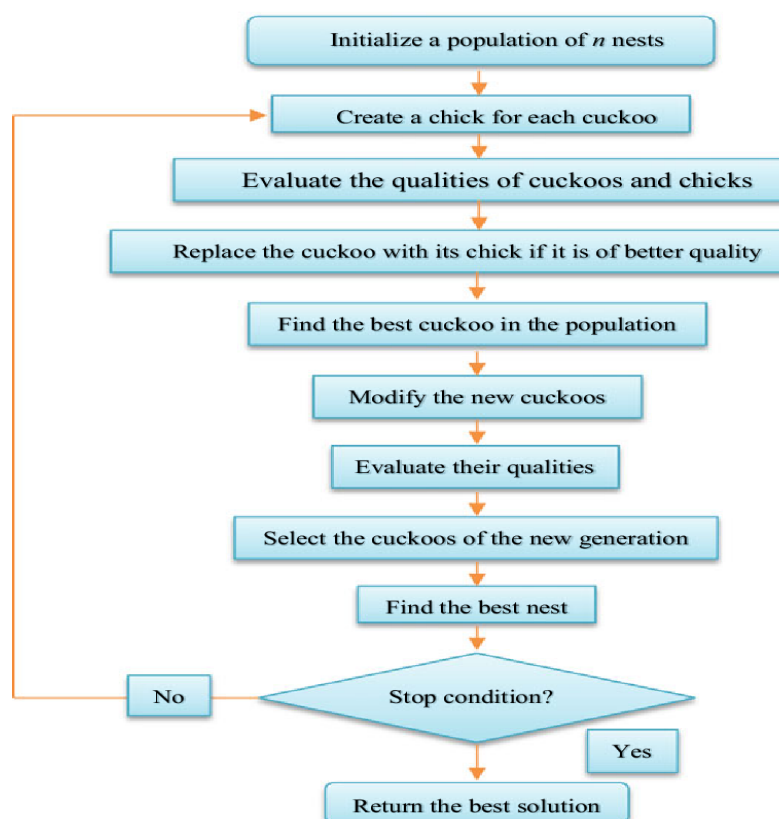 Initialize a population of n nests
Create a chick for each cuckoo
Evaluate the qualities of cuckoos and chicks
Replace the cuckoo with its chick if it is of better quality
Find the best cuckoo in the population
Modify the new cuckoos
Evaluate their qualities
Select the cuckoos of the new generation
Find the best nest
Stop condition?
No
Yes
Return the best solution